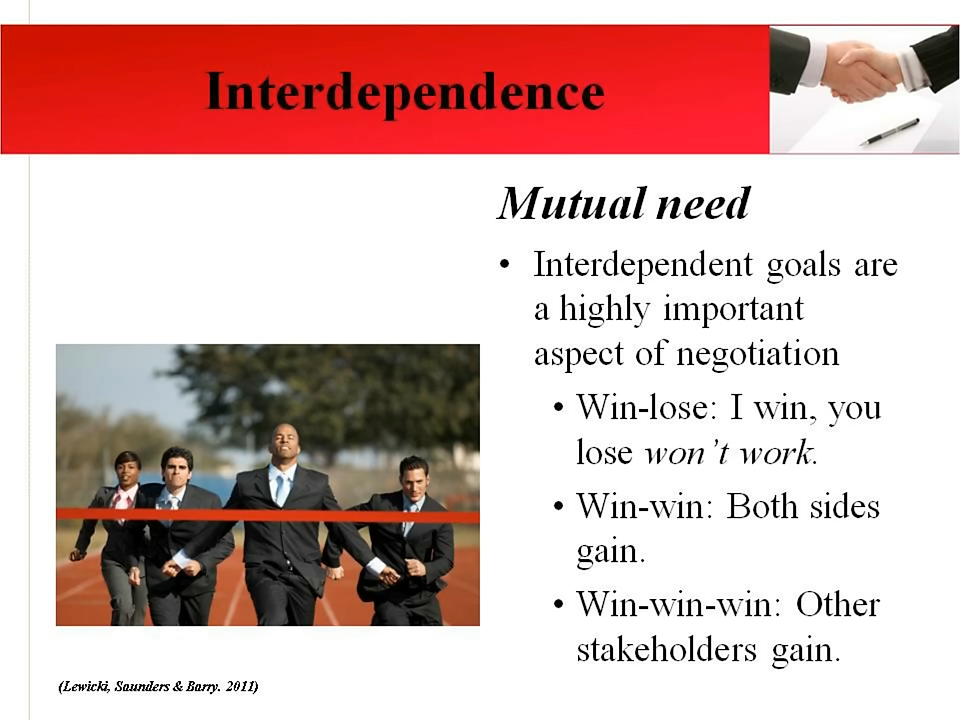 Interdependence
Mutual need
• Interdependent goals are
a highly important
aspect of negotiation
• Win-lose: I win, you
lose won’t work.
• Win-win: Both sides
gain.
• Win-win-win: Other
stakeholders gain.
(Lewicki, Saunders & Barry. 2011)